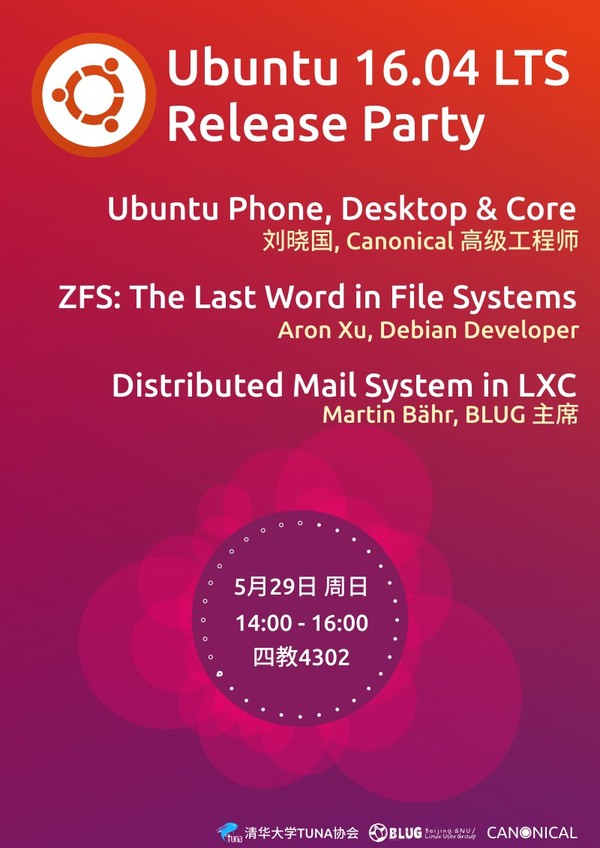 Ubuntu 16.04 LTS
Release Party
Ubuntu Phone, Desktop & Core
刘晓国, Canonical 高级工程师
ZFS: The Last Word in File Systems
Aron Xu, Debian Developer
Distributed Mail System in LXC
Martin Bähr, BLUG 主席
5月29日 周日
14:00 - 16:00
四教4302
tuna 清华大学TUNA协会 BLUG Beijing GNU/ Linux User Group CANONICAL